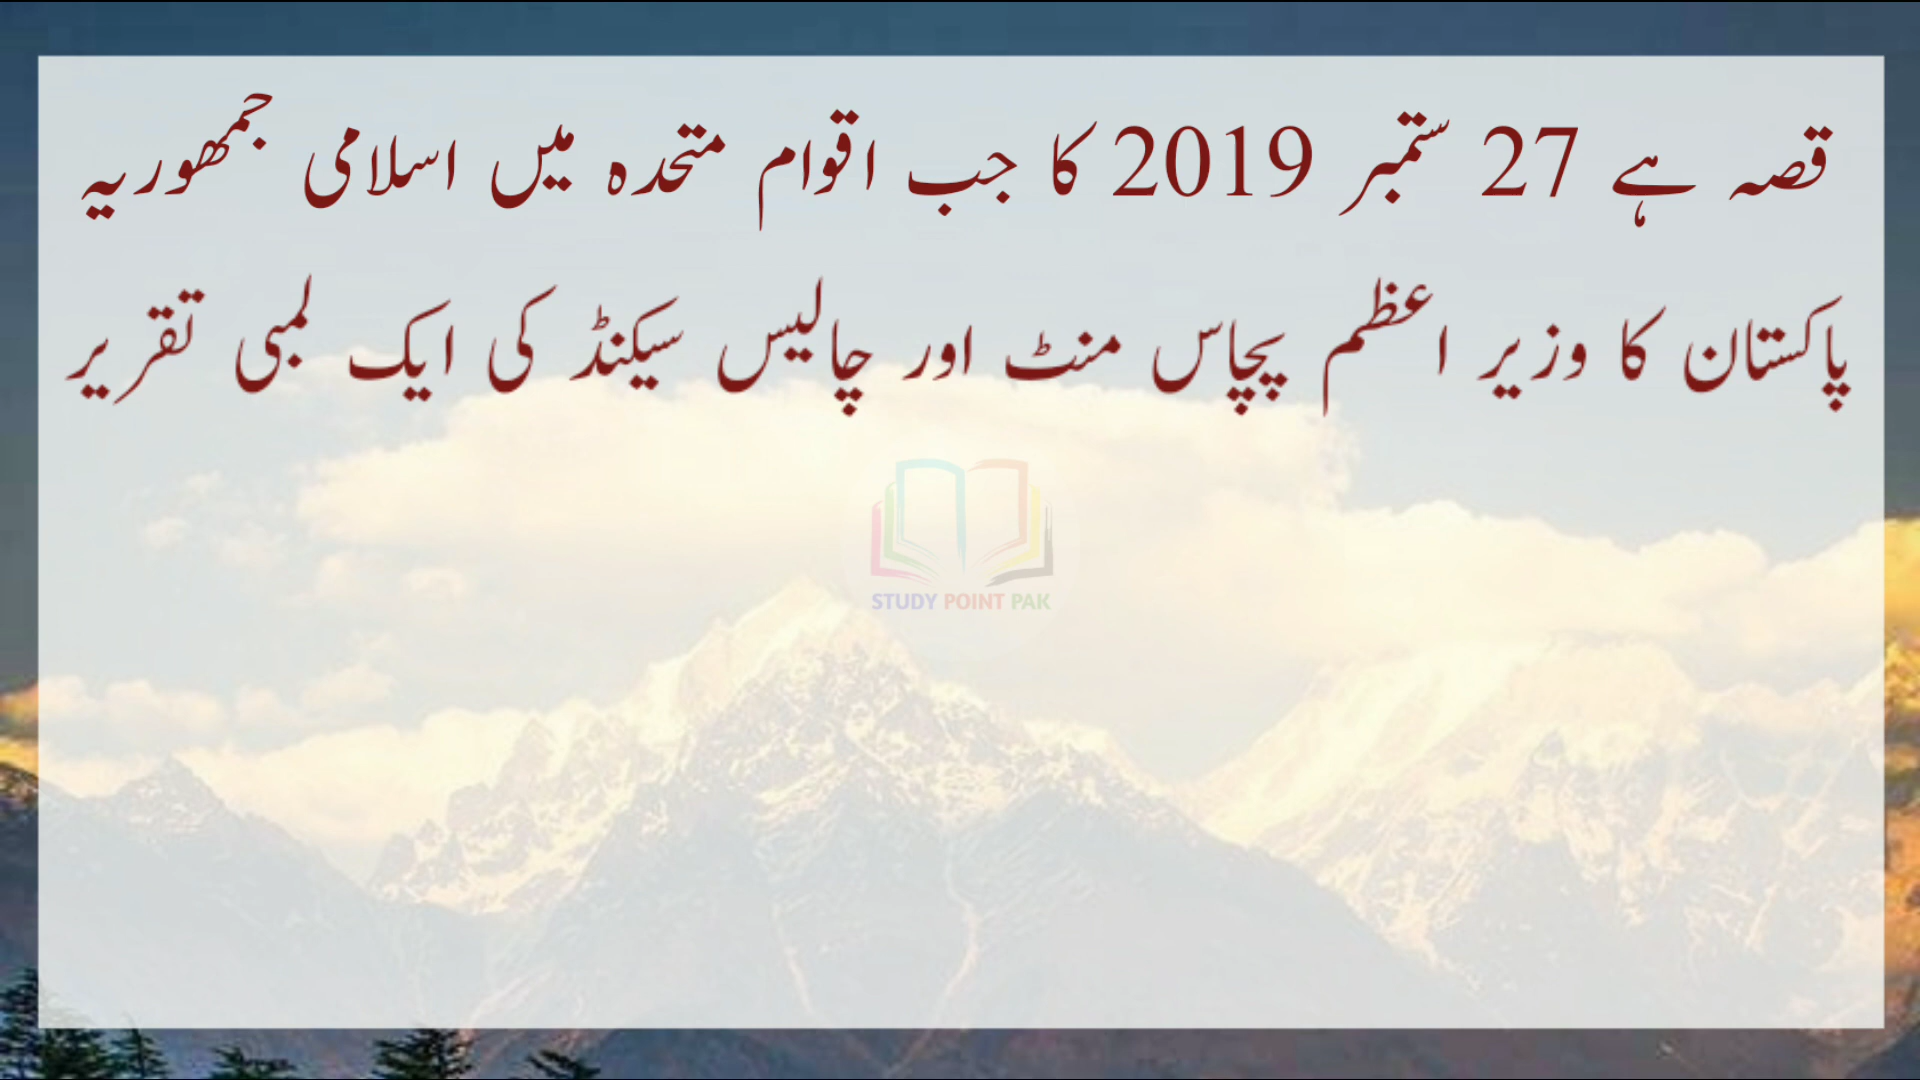 قصہ ہے 27 ستمبر 2019 کا جب اقوام متحدہ میں اسلامی جمھوریہ
پاکستان کا وزیر اعظم پچاس منٹ اور چالیس سیکنڈ کی ایک لمبی تقریر
STUDY POINT PAK